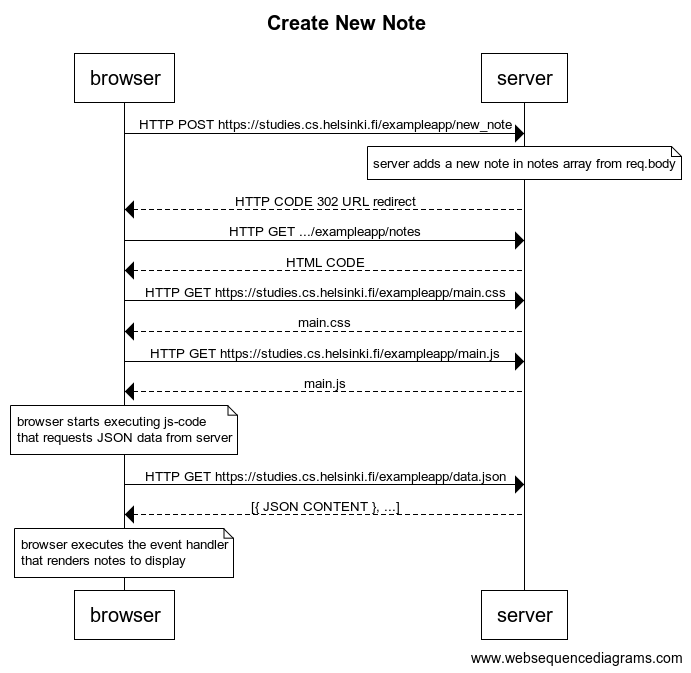 Create New Note
browser
server
HTTP POST https://studies.cs.helsinki.fi/exampleapp/new_note
server adds a new note in notes array from req.body
HTTP CODE 302 URL redirect
HTTP GET .../exampleapp/notes
HTML CODE
HTTP GET https://studies.cs.helsinki.fi/exampleapp/main.css
main.css
HTTP GET https://studies.cs.helsinki.fi/exampleapp/main.js
main.js
browser starts executing js-code
that requests JSON data from server
HTTP GET https://studies.cs.helsinki.fi/exampleapp/data.json
[{ JSON CONTENT }, ...]
browser executes the event handler
that renders notes to display
browser
server
www.websequencediagrams.com